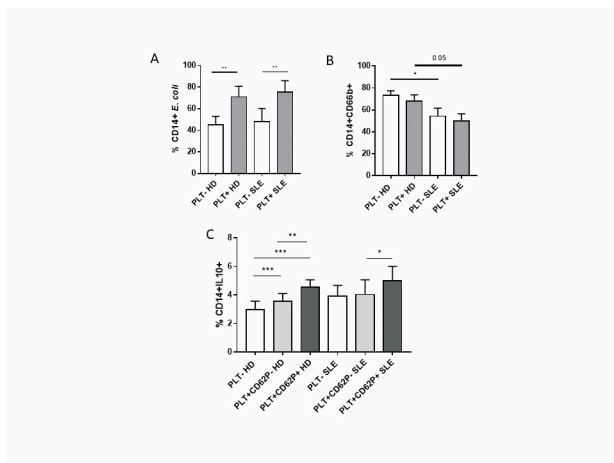 A
B
% CD14+ E. coli
100
80
60
40
20
0
**
**
PLT- HD
PLT+ HD
PLT- SLE
PLT+ SLE
% CD14+CD66b+
100
80
60
40
20
0
0.05
*
PLT- HD
PLT+ HD
PLT- SLE
PLT+ SLE
C
% CD14+IL10+
8
6
4
2
0
**
***
***
*
PLT- HD
PLT+CD62P- HD
PLT+CD62P+ HD
PLT- SLE
PLT+CD62P- SLE
PLT+CD62P+ SLE